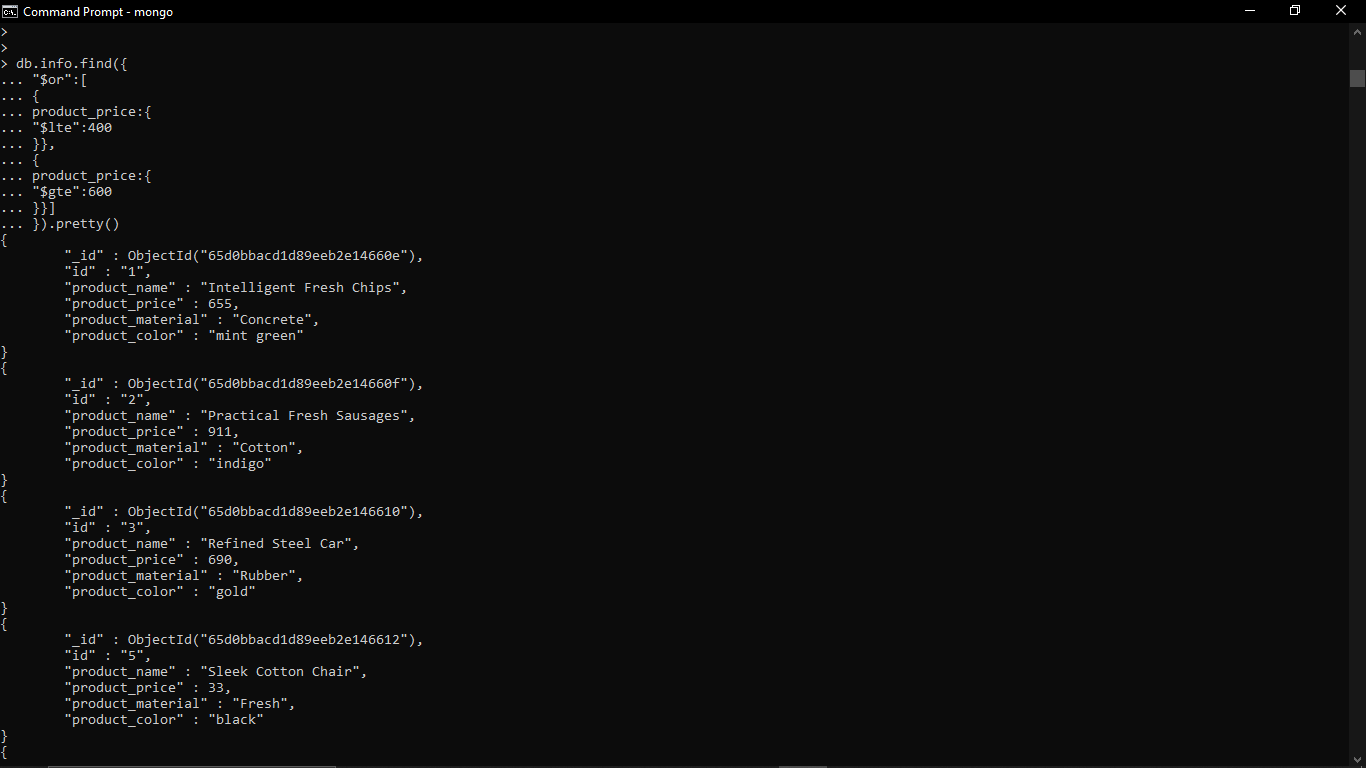 Command Prompt - mongo
>
>
> db.info.find({
... "$or":[
... {
... product_price:{
... "$lte":400
... }},
... {
... product_price:{
... "$gte":600
... }}]
... }).pretty()
{
"_id" : ObjectId("65d0bbacd1d89eeb2e14660e"),
"id" : "1",
"product_name" : "Intelligent Fresh Chips",
"product_price" : 655,
"product_material" : "Concrete",
"product_color" : "mint green"
}
{
"_id" : ObjectId("65d0bbacd1d89eeb2e14660f"),
"id" : "2",
"product_name" : "Practical Fresh Sausages",
"product_price" : 911,
"product_material" : "Cotton",
"product_color" : "indigo"
}
{
"_id" : ObjectId("65d0bbacd1d89eeb2e146610"),
"id" : "3",
"product_name" : "Refined Steel Car",
"product_price" : 690,
"product_material" : "Rubber",
"product_color" : "gold"
}
{
"_id" : ObjectId("65d0bbacd1d89eeb2e146612"),
"id" : "5",
"product_name" : "Sleek Cotton Chair",
"product_price" : 33,
"product_material" : "Fresh",
"product_color" : "black"
}
{